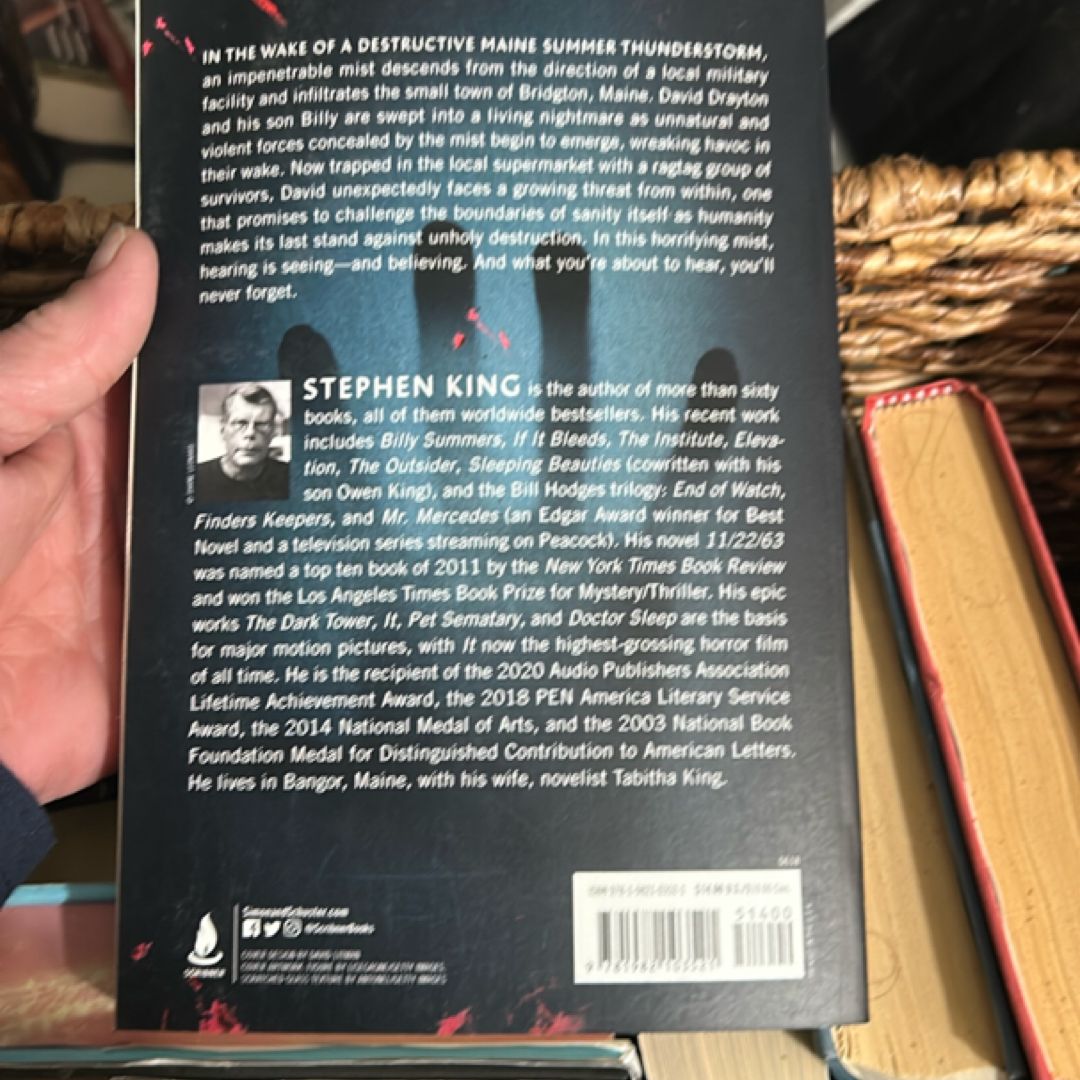 IN THE WAKE OF A DESTRUCTIVE MAINE SUMMER THUNDERSTORM,
an impenetrable mist descends from the direction of a local military
facility and infiltrates the small town of Bridgton, Maine. David Drayton
and his son Billy are swept into a living nightmare as unnatural and
violent forces concealed by the mist begin to emerge, wreaking havoc in
their wake. Now trapped in the local supermarket with a ragtag group of
survivors, David unexpectedly faces a growing threat from within, one
that promises to challenge the boundaries of sanity itself as humanity
makes its last stand against unholy destruction. In this horrifying mist,
hearing is seeing—and believing. And what you're about to hear, you'll
never forget.
STEPHEN KING is the author of more than sixty
books, all of them worldwide bestsellers. His recent work
includes Billy Summers, If It Bleeds, The Institute, Eleva-
tion, The Outsider, Sleeping Beauties (cowritten with his
son Owen King), and the Bill Hodges trilogy: End of Watch,
Finders Keepers, and Mr. Mercedes (an Edgar Award winner for Best
Novel and a television series streaming on Peacock). His novel 11/22/63
was named a top ten book of 2011 by the New York Times Book Review
and won the Los Angeles Times Book Prize for Mystery/Thriller. His epic
works The Dark Tower, It, Pet Sematary, and Doctor Sleep are the basis
for major motion pictures, with It now the highest-grossing horror film
of all time. He is the recipient of the 2020 Audio Publishers Association
Lifetime Achievement Award, the 2018 PEN America Literary Service
Award, the 2014 National Medal of Arts, and the 2003 National Book
Foundation Medal for Distinguished Contribution to American Letters.
He lives in Bangor, Maine, with his wife, novelist Tabitha King.
SimonandSchuster.com
@ScribnerBooks
SCRIBNER
51400